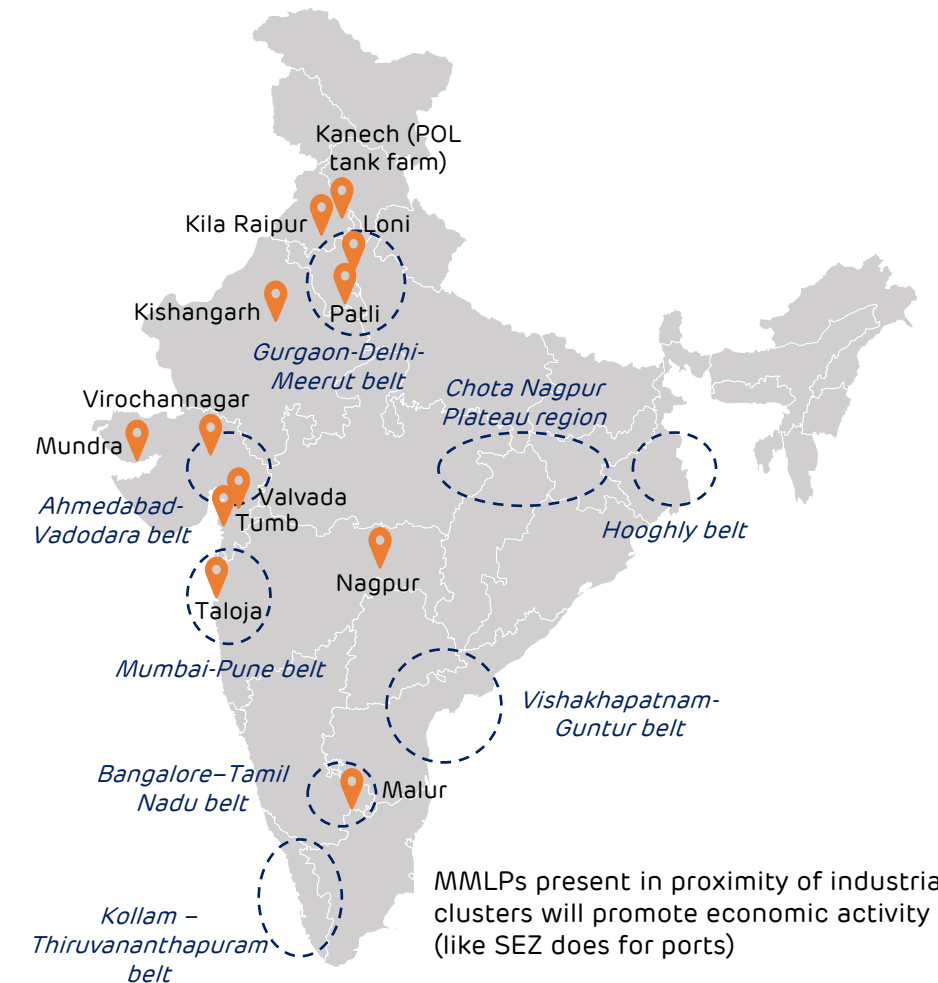 Kanech (POL
tank farm)
Kila Raipur
Loni
Kishangarh
Patli
Gurgaon-Delhi-
Meerut belt
Chota Nagpur
Plateau region
Virochannagar
Mundra
Valvada
Ahmedabad-
Vadodara belt
Tumb
Hooghly belt
Nagpur
Taloja
Mumbai-Pune belt
Vishakhapatnam-
Guntur belt
Bangalore–Tamil
Nadu belt
Malur
MMLPs present in proximity of industria
clusters will promote economic activity
(like SEZ does for ports)
Kollam –
Thiruvananthapuram
belt